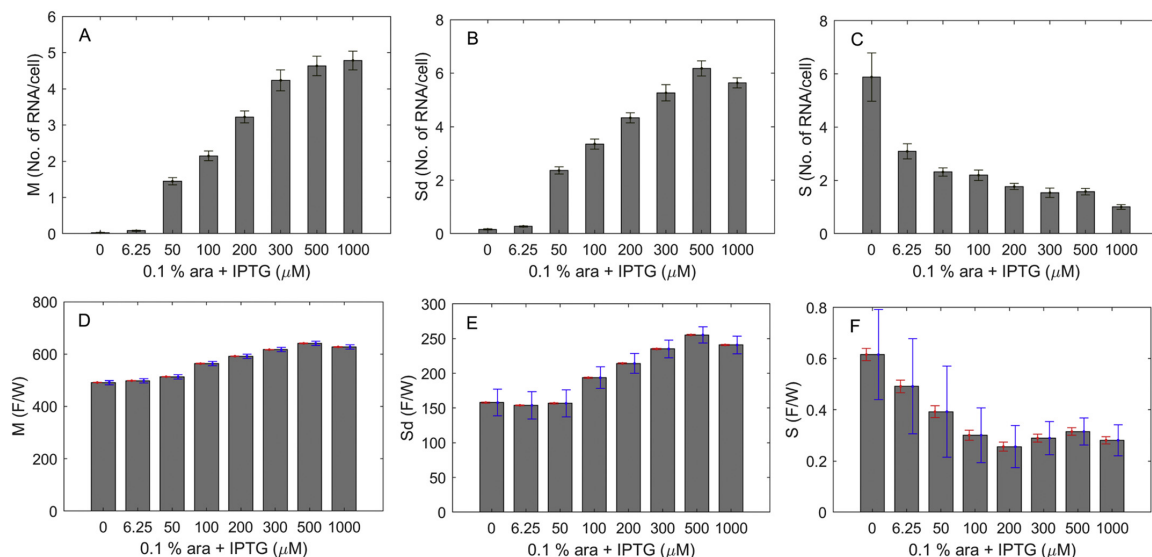 A
M (No. of RNA/cell)
6
5
4
3
2
1
0
0 6.25 50 100 200 300 500 1000
0.1 % ara + IPTG (μM)
B
Sd (No. of RNA/cell)
8
6
4
2
0
0 6.25 50 100 200 300 500 1000
0.1 % ara + IPTG (μM)
C
S (No. of RNA/cell)
8
6
4
2
0
0 6.25 50 100 200 300 500 1000
0.1 % ara + IPTG (μM)
D
M (F/W)
800
600
400
200
0
0 6.25 50 100 200 300 500 1000
0.1 % ara + IPTG (μM)
E
Sd (F/W)
300
250
200
150
100
50
0
0 6.25 50 100 200 300 500 1000
0.1 % ara + IPTG (μM)
F
S (F/W)
0.8
0.6
0.4
0.2
0
0 6.25 50 100 200 300 500 1000
0.1 % ara + IPTG (μM)